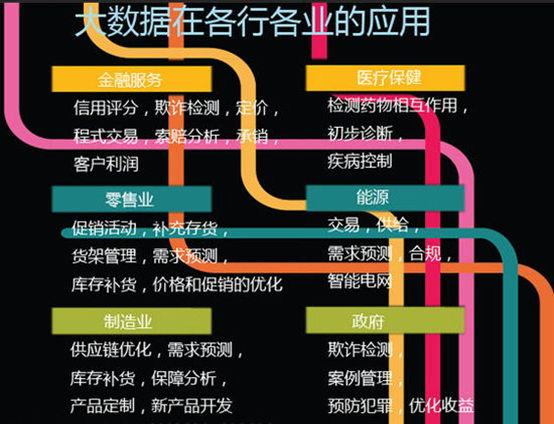 大数据在各行各业的应用
金融服务
信用评分，欺诈检测，定价，
程式交易，索赔分析，承销，
客户利润
医疗保健
检测药物相互作用，
初步诊断，
疾病控制
零售业
促销活动，补充存货，
货架管理，需求预测，
库存补货，价格和促销的优化
能源
交易，供给，
需求预测，合规，
智能电网
制造业
供应链优化，需求预测，
库存补货，保障分析，
产品定制，新产品开发
政府
欺诈检测，
案例管理，
预防犯罪，优化收益